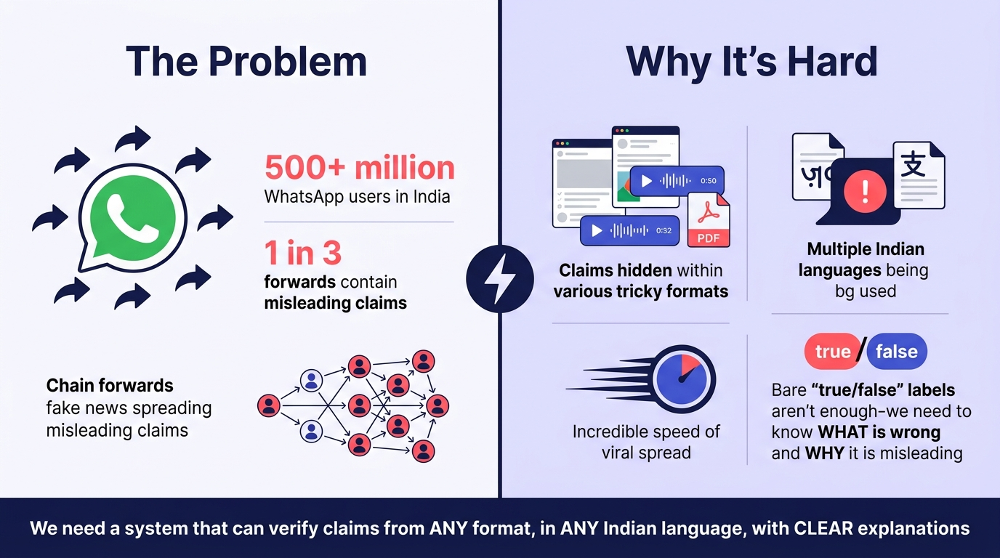 The Problem
500+ million
WhatsApp users in India
1 in 3
forwards contain
misleading claims
Chain forwards
fake news spreading
misleading claims
Why It’s Hard
0:50
0:32
PDF
Claims hidden within
various tricky formats
支
Multiple Indian
languages being
bg used
Incredible speed of
viral spread
true/false
Bare “true/false” labels
aren’t enough–we need to
know WHAT is wrong
and WHY it is misleading
We need a system that can verify claims from ANY format, in ANY Indian language, with CLEAR explanations